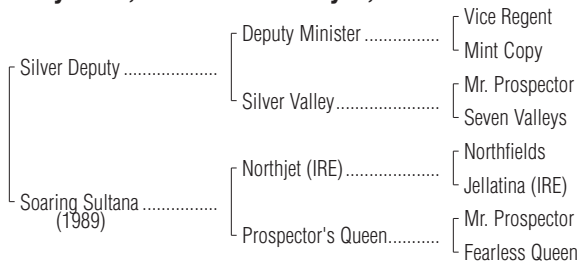 Vice Regent
Deputy Minister ................
Mint Copy
Silver Deputy ....................
Mr. Prospector
Silver Valley......................
Seven Valleys
Northfields
Northjet (IRE)....................
Jellatina (IRE)
Soaring Sultana ................
(1989)
Mr. Prospector
Prospector's Queen...........
Fearless Queen